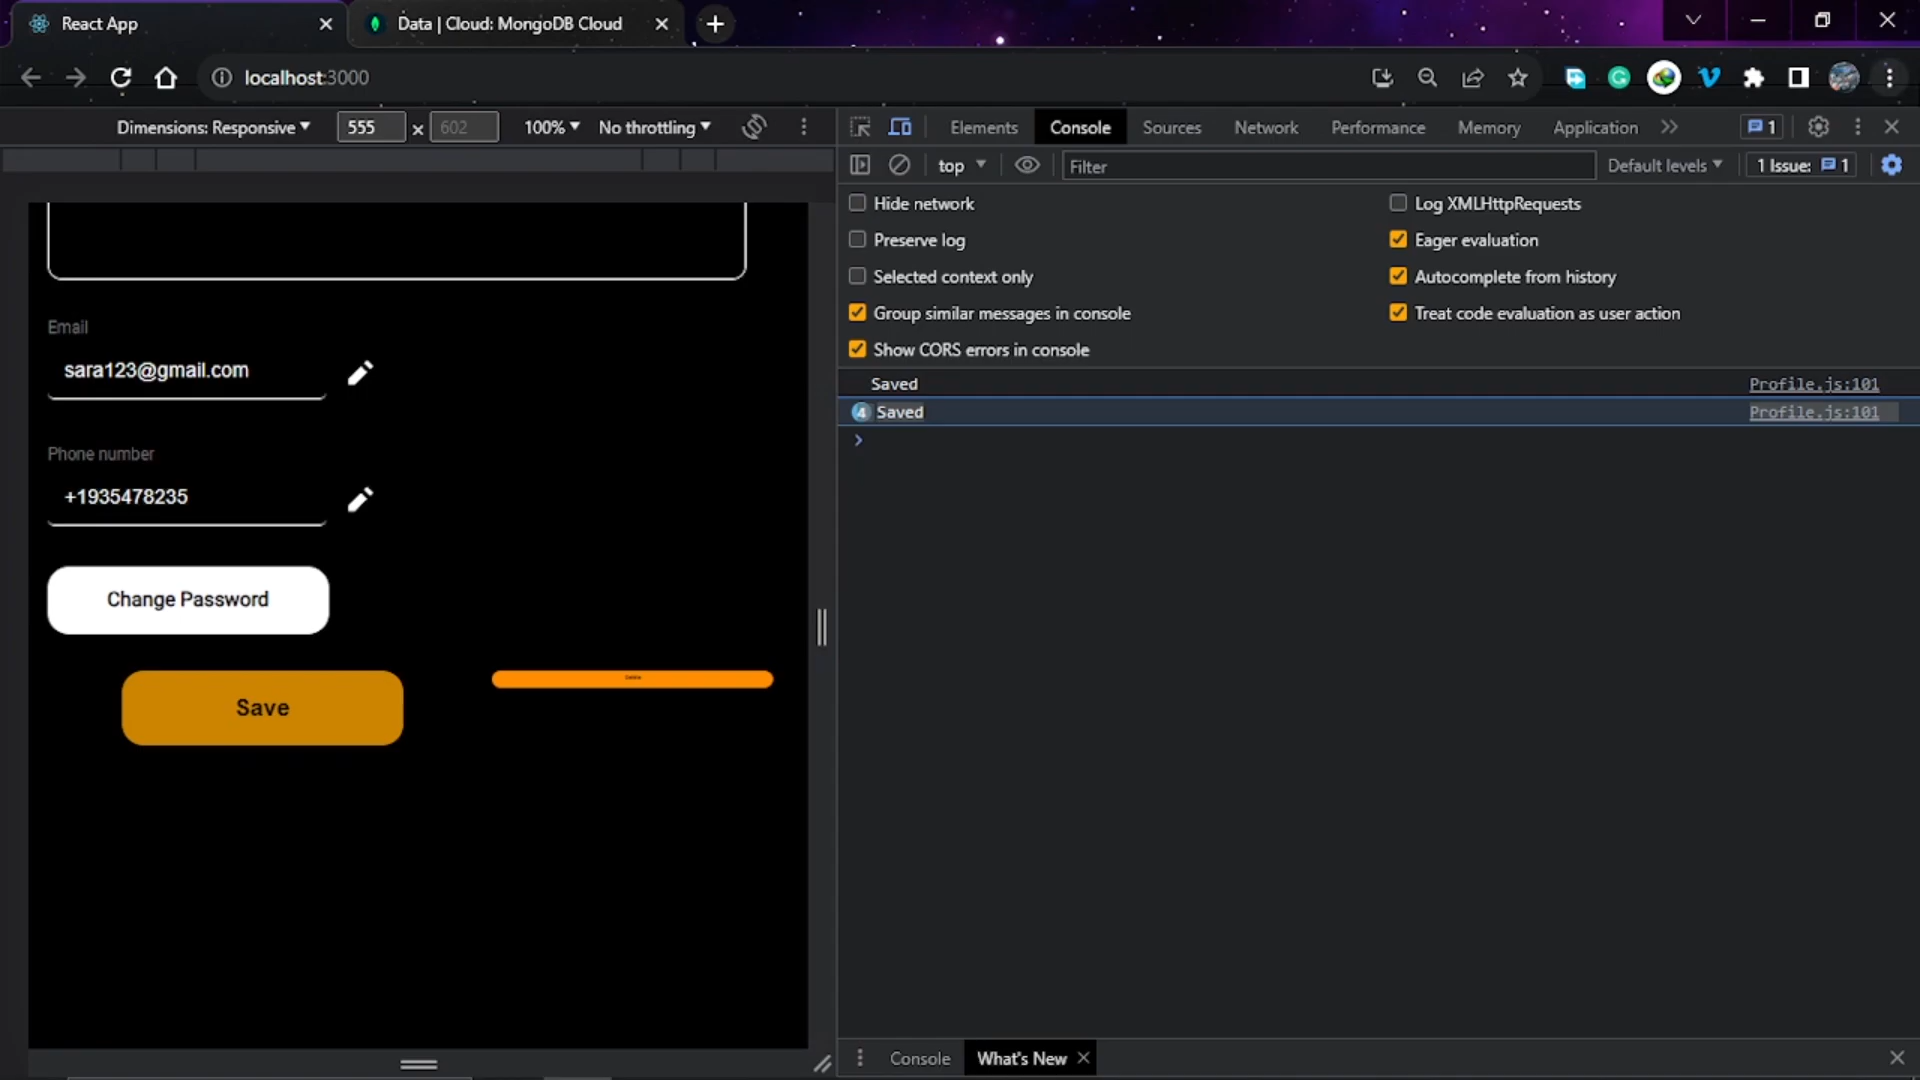 React App
Data | Cloud: MongoDB Cloud
localhost:3000
Dimensions: Responsive
555
x
602
100%
No throttling
Elements
Console
Sources
Network
Performance
Memory
Application
1
top
Filter
Default levels
1 Issue:
1
Hide network
Log XMLHttpRequests
Preserve log
Eager evaluation
Selected context only
Autocomplete from history
Group similar messages in console
Treat code evaluation as user action
Show CORS errors in console
Saved
Profile.js:101
4
Saved
Profile.js:101
Email
sara123@gmail.com
Phone number
+1935478235
Change Password
Save
Console
What's New